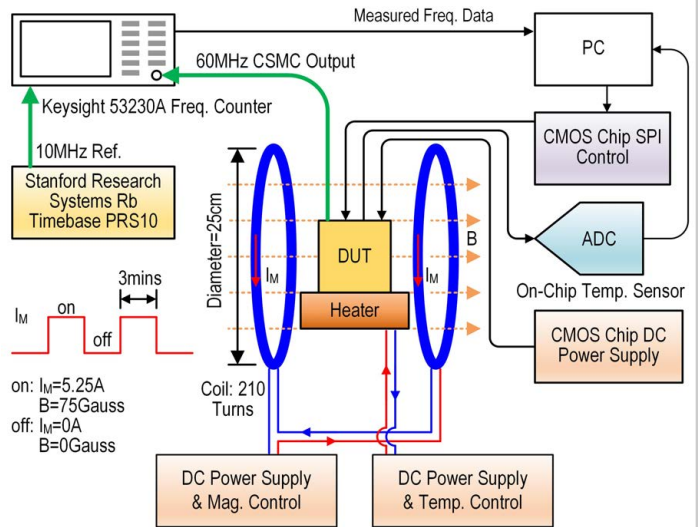 Measured Freq. Data
PC
60MHz CSMC Output
Keysight 53230A Freq. Counter
10MHz Ref.
Stanford Research
Systems Rb
Timebase PRS10
CMOS Chip SPI
Control
Diameter=25cm
B
DUT
ADC
IM
IM
Heater
On-Chip Temp. Sensor
3mins
IM
on
off
CMOS Chip DC
Power Supply
on: IM=5.25A
B=75Gauss
off: IM=0A
B=0Gauss
Coil: 210
Turns
DC Power Supply
& Mag. Control
DC Power Supply
& Temp. Control